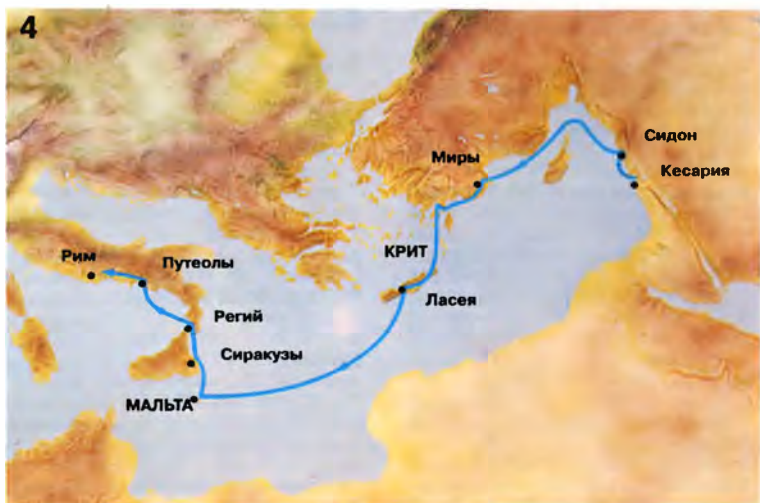 4
Сидон
Миры
Кесария
КРИТ
Рим
Путеолы
Ласея
Регий
Сиракузы
МАЛЬТА